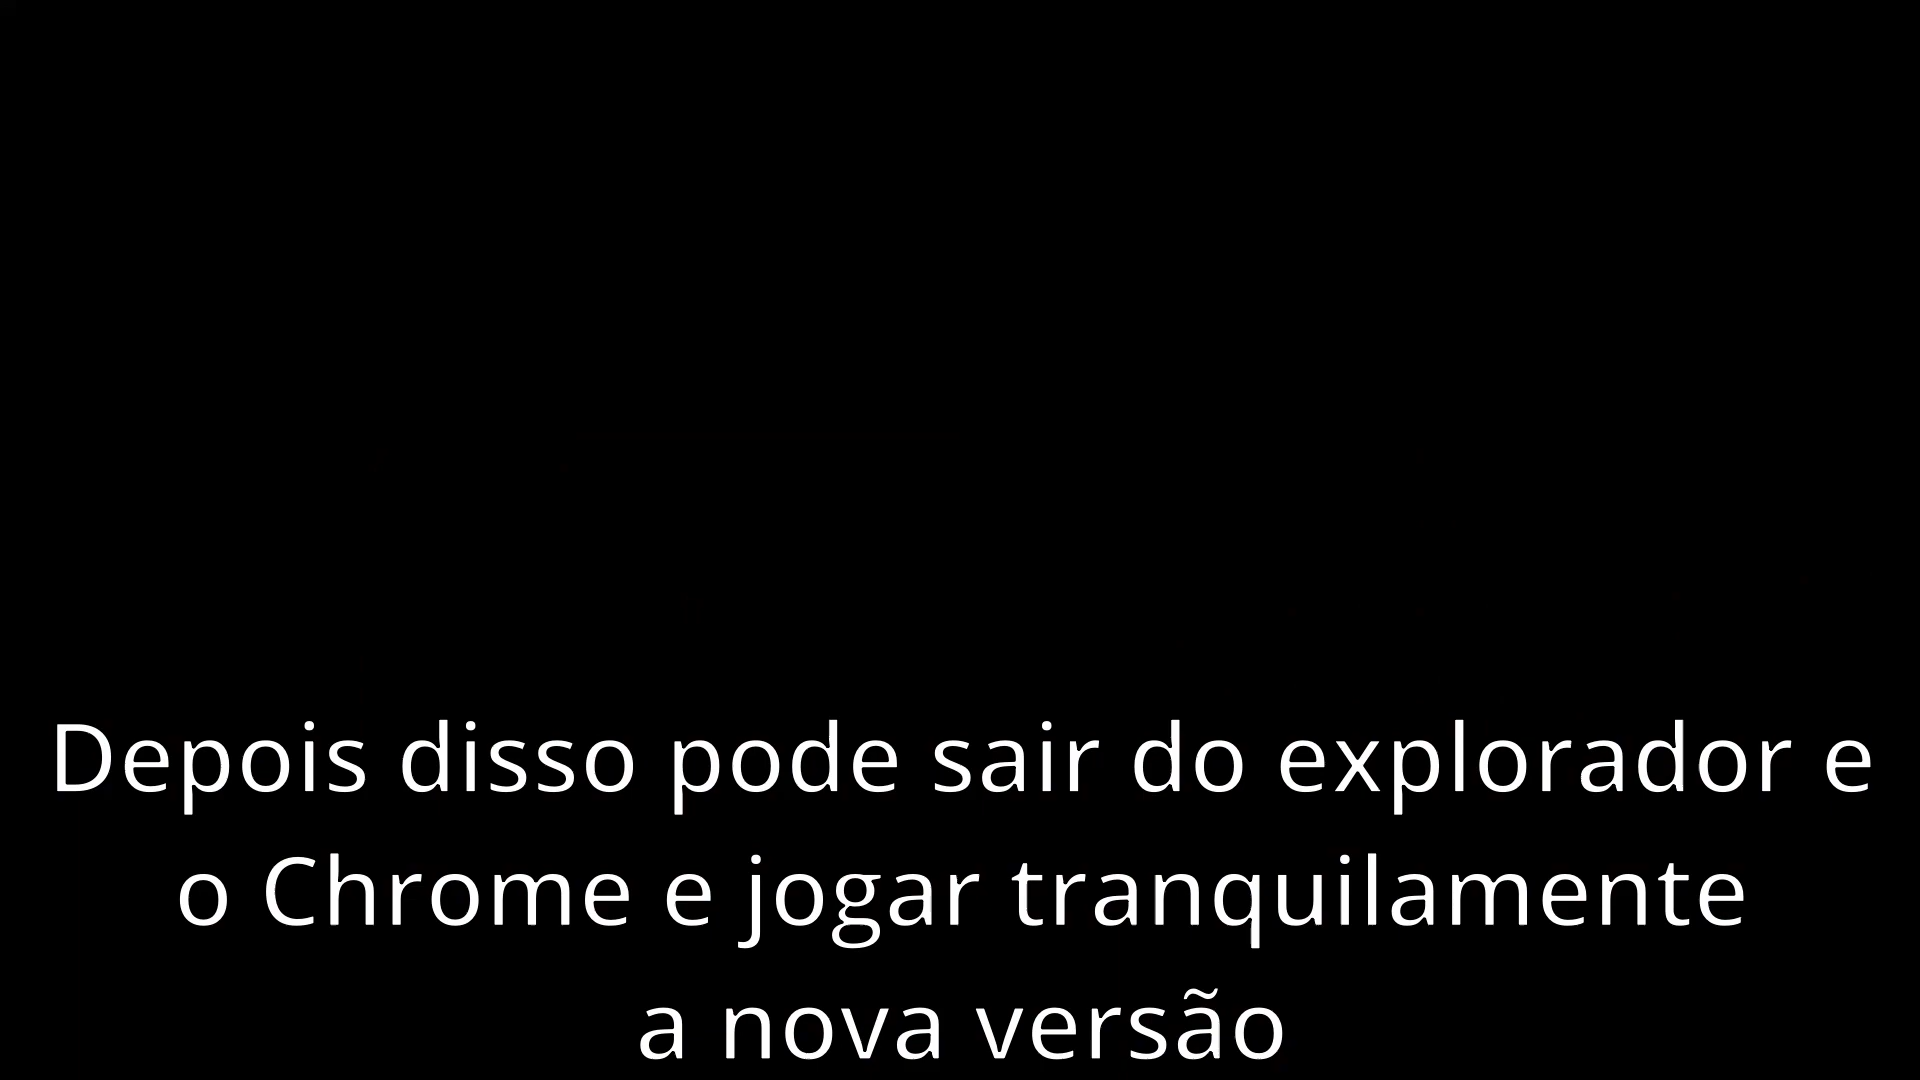 Depois disso pode sair do explorador e
o Chrome e jogar tranquilamente
a nova versão